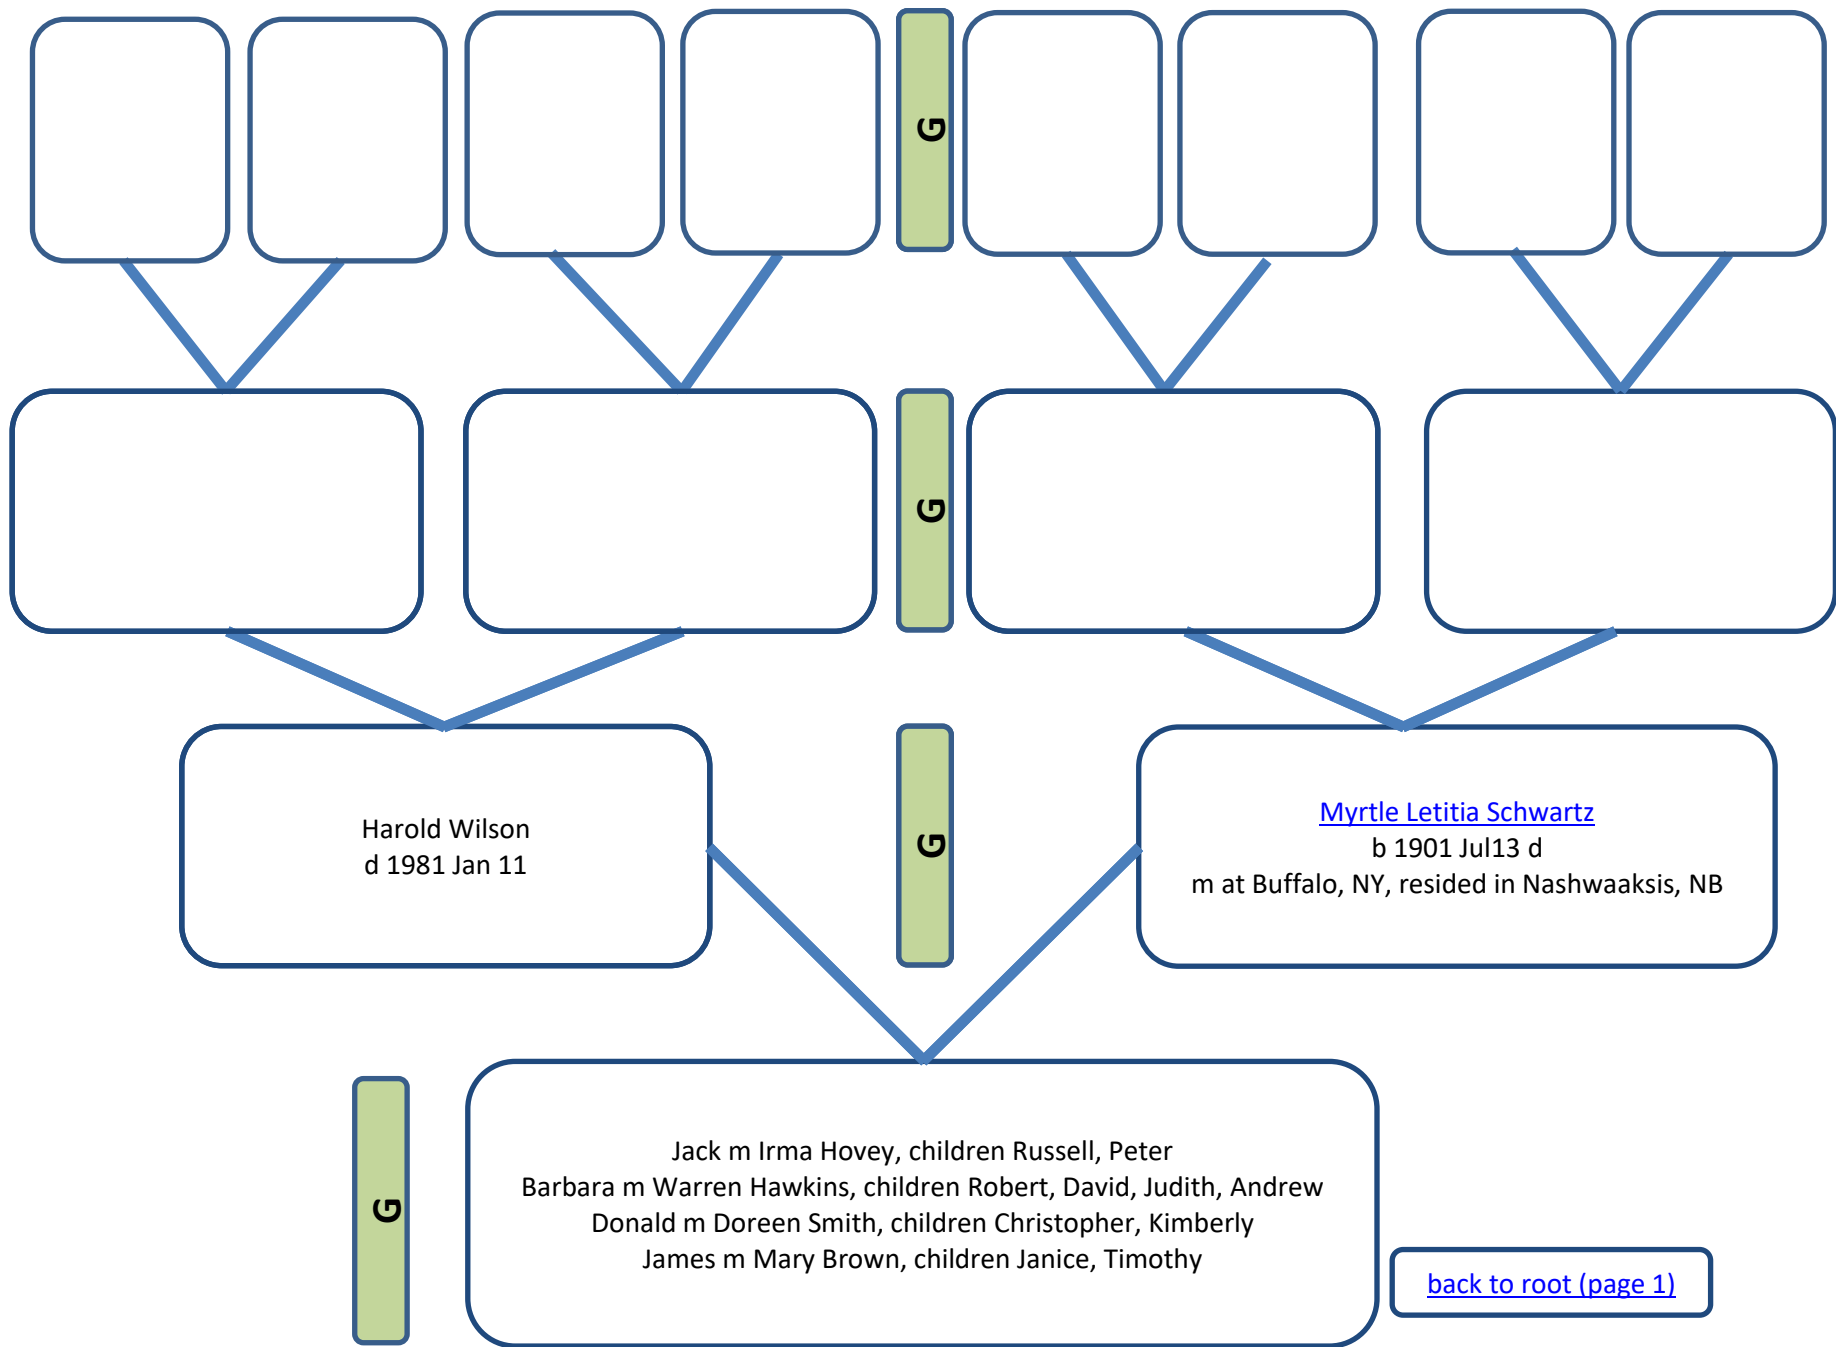 G
G
Harold Wilson
d 1981 Jan 11
G
Myrtle Letitia Schwartz
b 1901 Jul13 d
m at Buffalo, NY, resided in Nashwaaksis, NB
G
Jack m Irma Hovey, children Russell, Peter
Barbara m Warren Hawkins, children Robert, David, Judith, Andrew
Donald m Doreen Smith, children Christopher, Kimberly
James m Mary Brown, children Janice, Timothy
back to root (page 1)